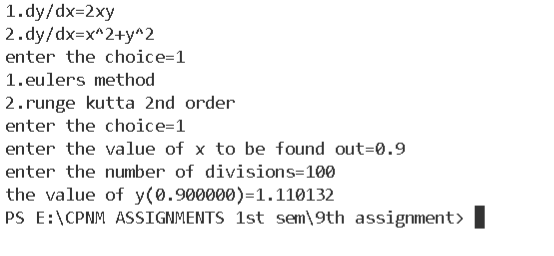 1.dy/dx=2xy
2.dy/dx=x^2+y^2
enter the choice=1
1.eulers method
2.runge kutta 2nd order
enter the choice=1
enter the value of x to be found out=0.9
enter the number of divisions=100
the value of y(0.900000)=1.110132
PS E:\CPNM ASSIGNMENTS 1st sem\9th assignment>